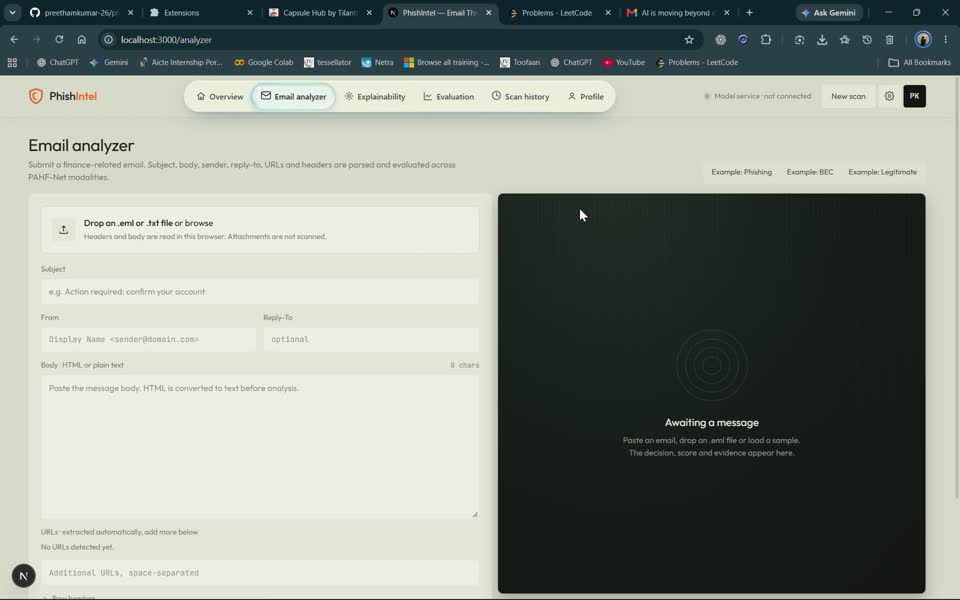 preethamkumar-26/ph
Extensions
Capsule Hub by Tilant
PhishIntel — Email Th
Problems - LeetCode
AI is moving beyond
Ask Gemini
localhost:3000/analyzer
ChatGPT
Gemini
Aicte Internship Por...
Google Colab
tessellator
Netra
Browse all training -...
Toofaan
ChatGPT
YouTube
Problems - LeetCode
All Bookmarks
PhishIntel
Overview
Email analyzer
Explainability
Evaluation
Scan history
Profile
Model service · not connected
New scan
PK
Email analyzer
Submit a finance-related email. Subject, body, sender, reply-to, URLs and headers are parsed and evaluated across
PAHF-Net modalities.
Example: Phishing
Example: BEC
Example: Legitimate
Drop an .eml or .txt file or browse
Headers and body are read in this browser. Attachments are not scanned.
Subject
e.g. Action required: confirm your account
From
Reply-To
Display Name <sender@domain.com>
optional
Body · HTML or plain text
0 chars
Paste the message body. HTML is converted to text before analysis.
URLs · extracted automatically, add more below
No URLs detected yet.
Additional URLs, space-separated
Raw headers
N
Awaiting a message
Paste an email, drop an .eml file or load a sample.
The decision, score and evidence appear here.